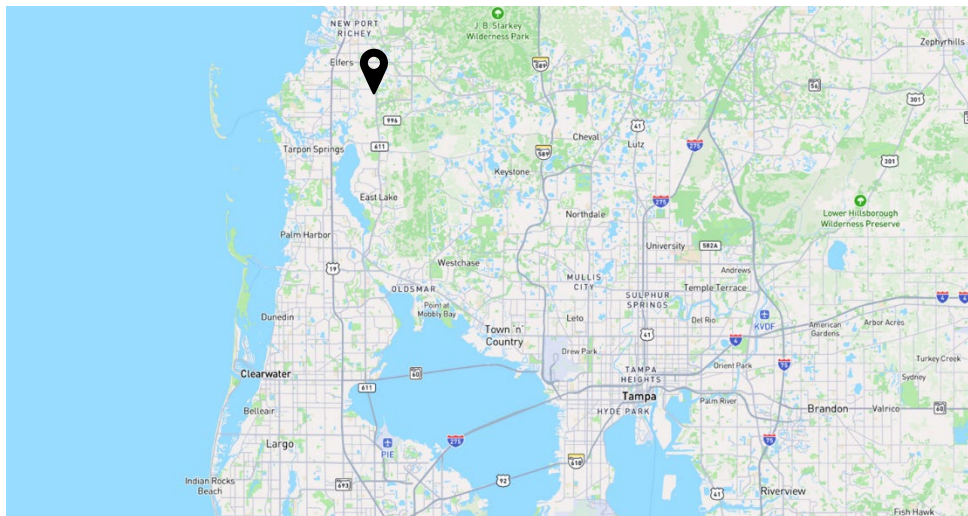 NEW PORT
RICHEY
J. B. Starkey
Wilderness Park
Zephyrhills
Elfers
589
56
301
996
41
Cheval
Lutz
275
Tarpon Springs
611
589
301
Keystone
East Lake
275
Lower Hillsborough
Wilderness Preserve
Northdale
Palm Harbor
University
582A
Westchase
19
Andrews
MULLIS
CITY
Temple Terrace
OLDSMAR
SULPHUR
SPRINGS
4
4
Point at
Mobbly Bay
Dunedin
Leto
Del Rio
KVDF
American
Gardens
Arbor Acres
Town 'n'
Country
41
4
Drew Park
Turkey Creek
Orient Park
75
Clearwater
60
TAMPA
HEIGHTS
Sydney
611
Tampa
Palm River
Belleair
HYDE PARK
Brandon
Valrico
60
Largo
PIE
275
75
618
Indian Rocks
Beach
693
92
41
Riverview
Fish Hawk